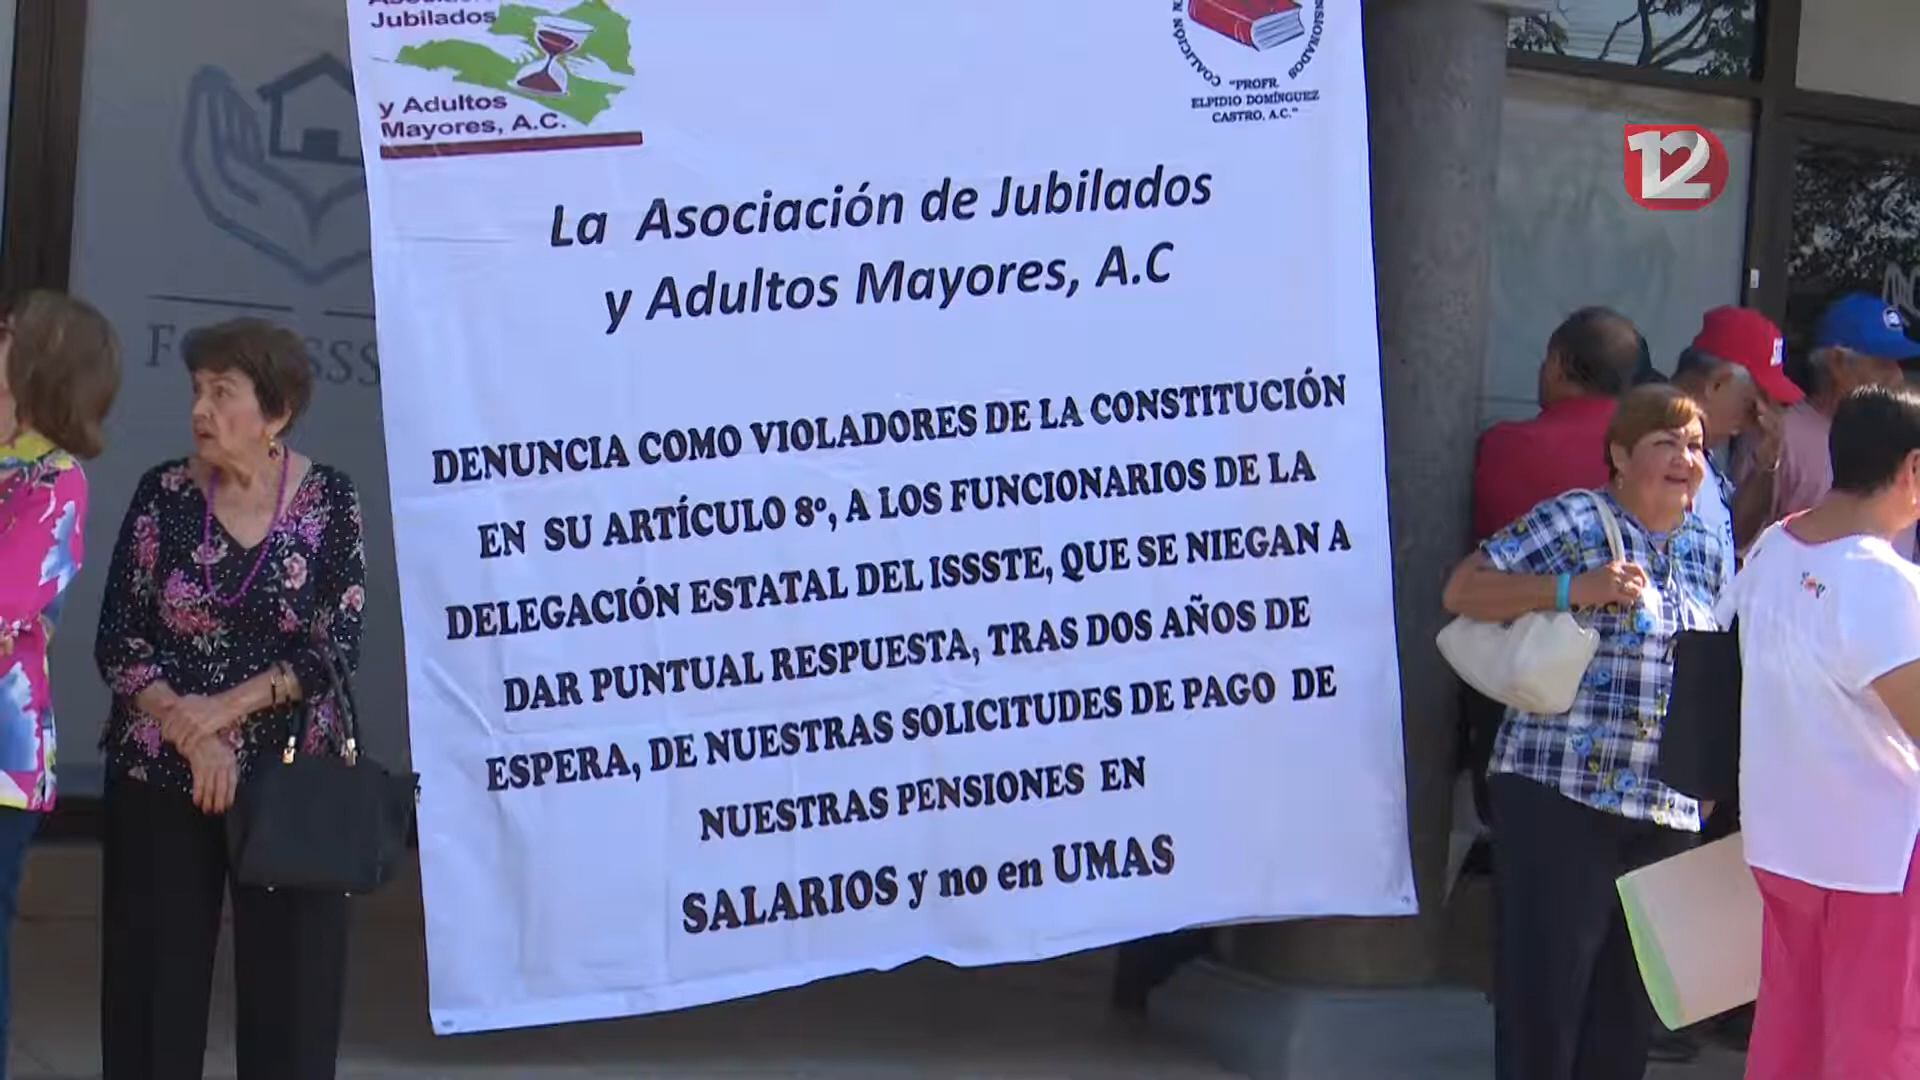 Jubilados
y Adultos
Mayores, A.C.
COALICIÓN
"PROFR.
ELPIDIO DOMÍNGUEZ
CASTRO, A.C."
12
La Asociación de Jubilados
y Adultos Mayores, A.C
DENUNCIA COMO VIOLADORES DE LA CONSTITUCIÓN
EN SU ARTÍCULO 8º, A LOS FUNCIONARIOS DE LA
DELEGACIÓN ESTATAL DEL ISSSTE, QUE SE NIEGAN A
DAR PUNTUAL RESPUESTA, TRAS DOS AÑOS DE
ESPERA, DE NUESTRAS SOLICITUDES DE PAGO DE
NUESTRAS PENSIONES EN
SALARIOS y no en UMAS